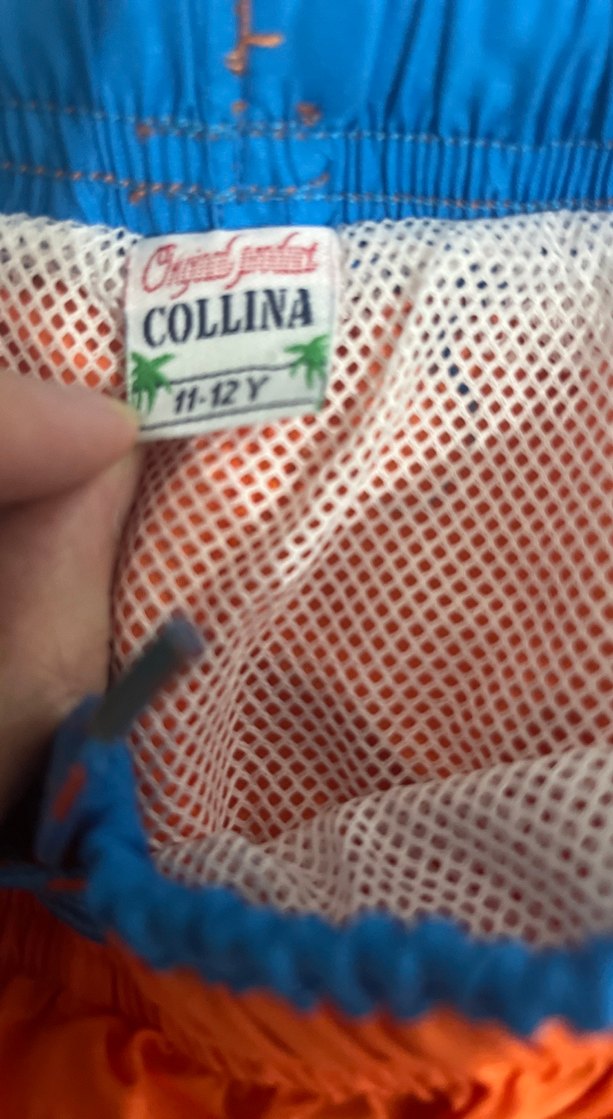 Original product
COLLINA
11-12 Y